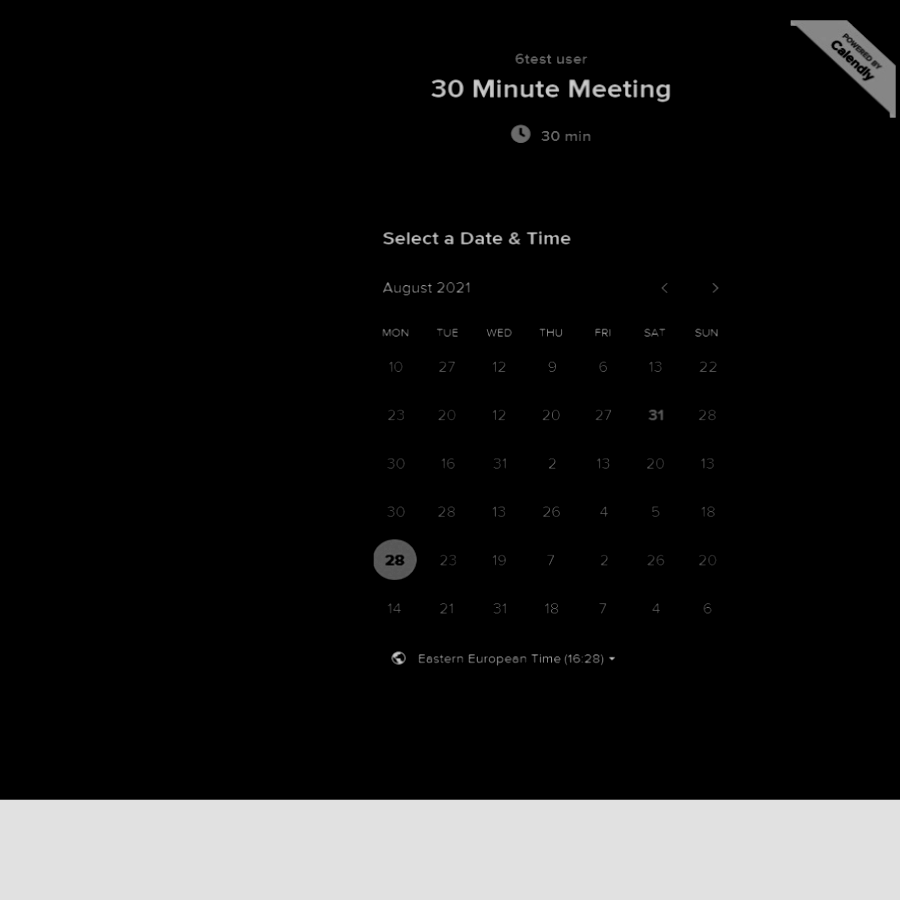 POWERED BY
Calendly
6test user
30 Minute Meeting
30 min
Select a Date & Time
August 2021
MON TUE WED THU FRI SAT SUN
10 27 12 9 6 13 22
23 20 12 20 27 31 28
30 16 31 2 13 20 13
30 28 13 26 4 5 18
28 23 19 7 2 26 20
14 21 31 18 7 4 6
Eastern European Time (16:28)